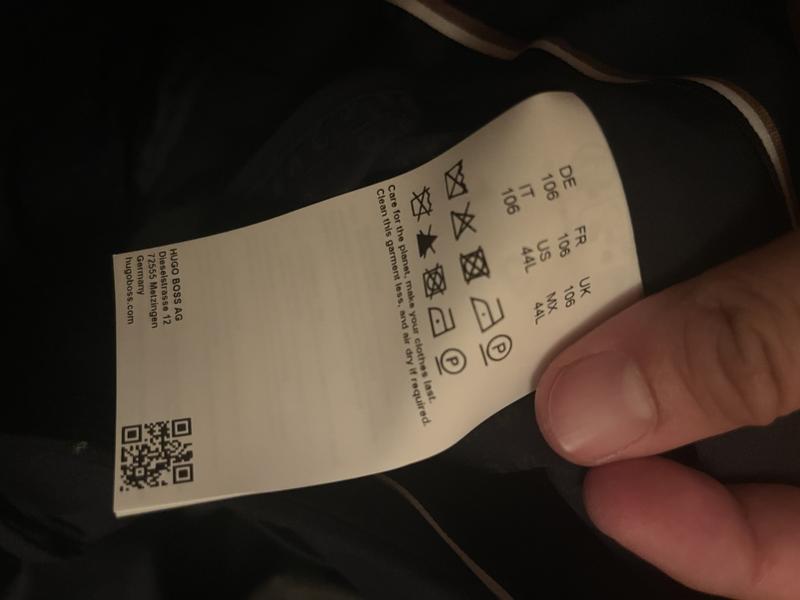 DE FR UK
106 106 106
IT US MX
106 44L 44L
P
P
Care for the planet, make your clothes last.
Clean this garment less, and air dry if required.
HUGO BOSS AG
Dieselstrasse 12
72555 Metzingen
Germany
hugoboss.com